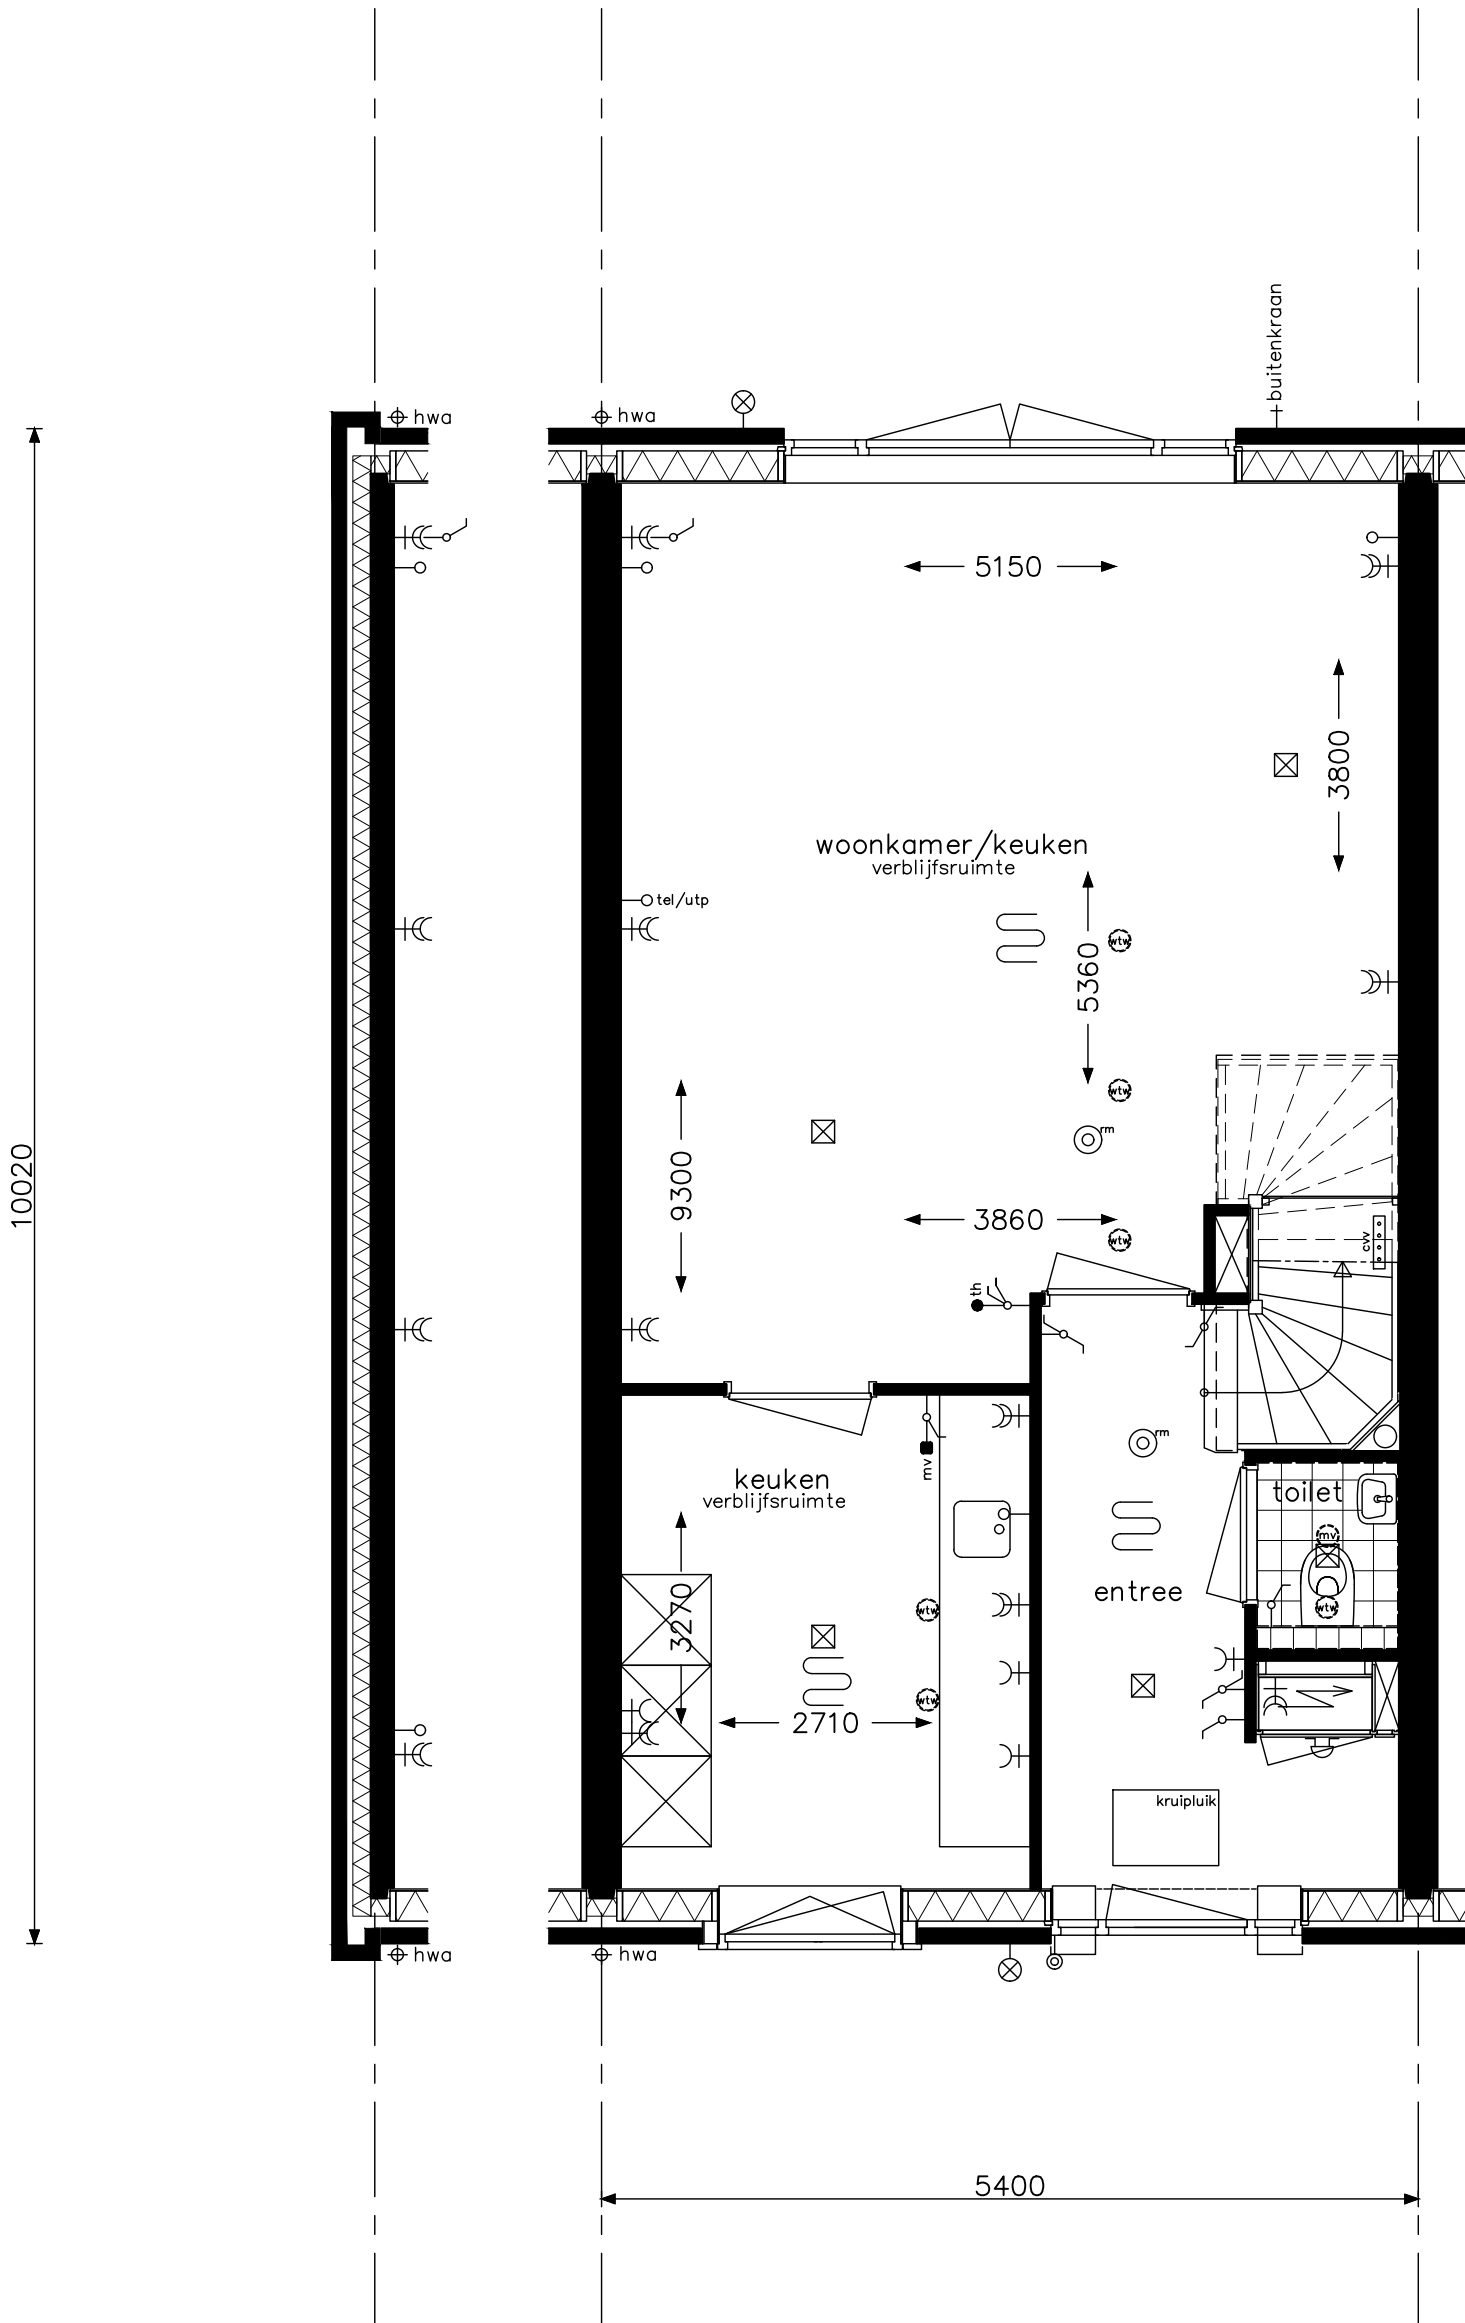 buitenkraan
hwa
hwa
5150
3800
woonkamer/keuken
verblijfsruimte
tel/utp
wtw
5360
wtw
rm
9300
10020
3860
wtw
cvv
th
rm
mv
keuken
verblijfsruimte
toilet
mv
3270
entree
wtw
wtw
wtw
2710
kruipluik
hwa
hwa
5400